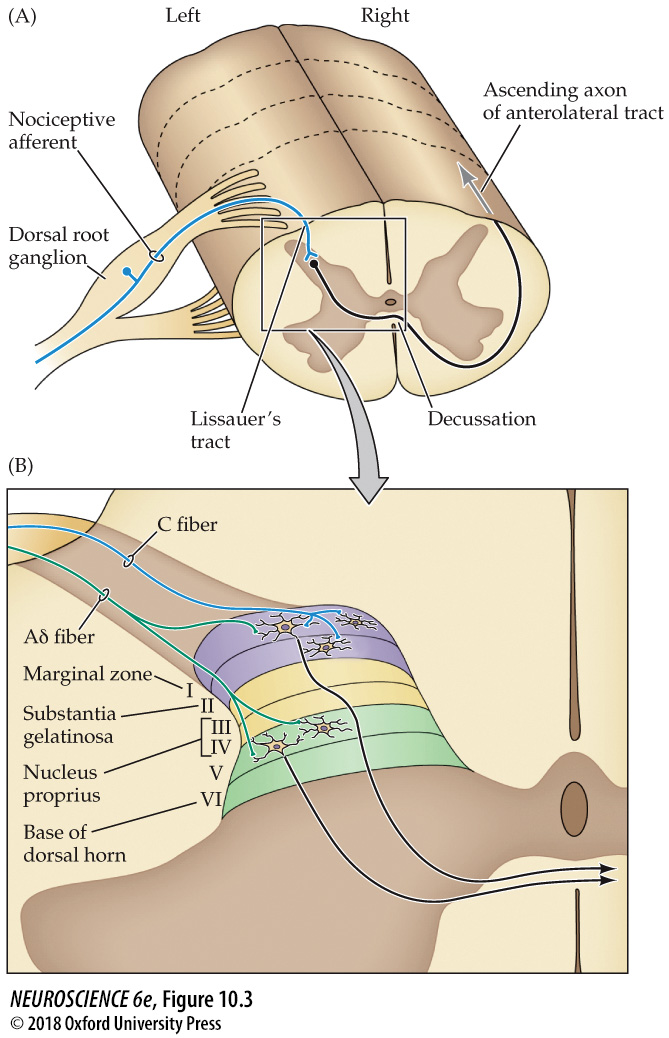 (A)
Left
Right
Ascending axon
of anterolateral tract
Nociceptive
afferent
Dorsal root
ganglion
Lissauer's
tract
Decussation
(B)
C fiber
Aδ fiber
Marginal zone
I
Substantia
gelatinosa
II
III
IV
Nucleus
proprius
V
VI
Base of
dorsal horn
NEUROSCIENCE 6e, Figure 10.3
© 2018 Oxford University Press